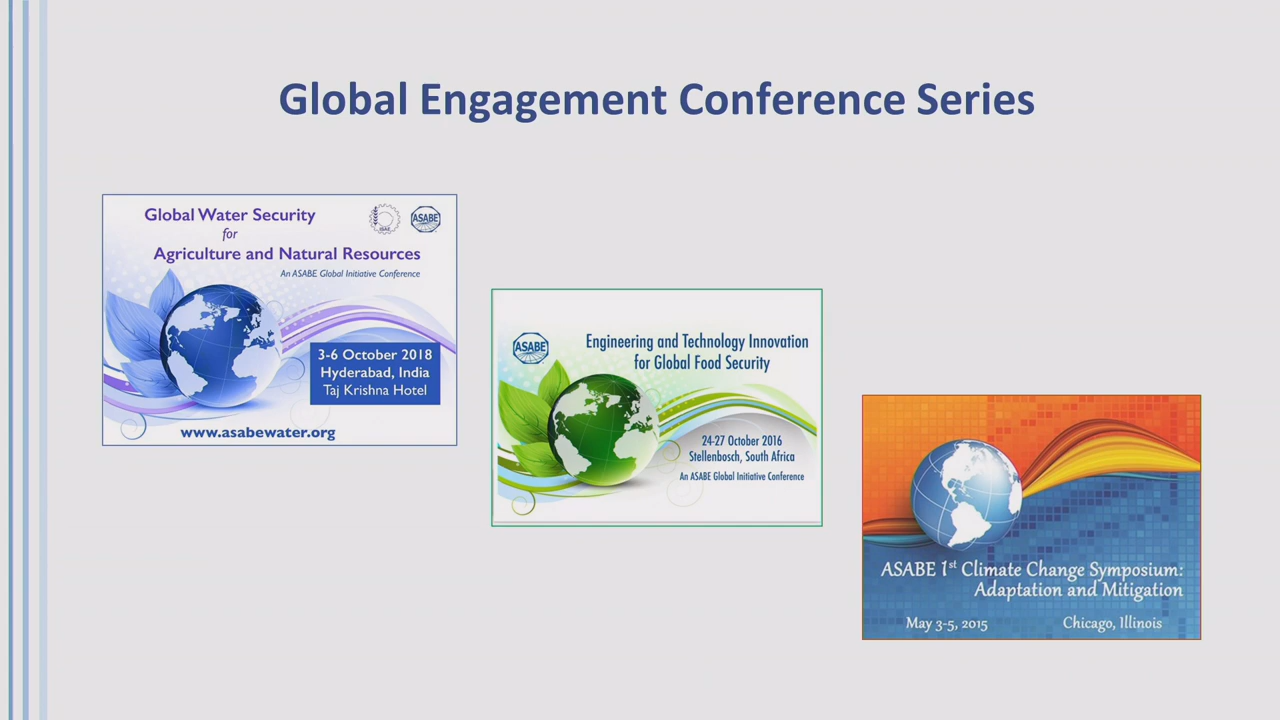 Global Engagement Conference Series
Global Water Security
for
Agriculture and Natural Resources
An ASABE Global Initiative Conference
ISAE
ASABE
3-6 October 2018
Hyderabad, India
Taj Krishna Hotel
www.asabewater.org
ASABE
Engineering and Technology Innovation
for Global Food Security
24-27 October 2016
Stellenbosch, South Africa
An ASABE Global Initiative Conference
ASABE 1st Climate Change Symposium:
Adaptation and Mitigation
May 3-5, 2015
Chicago, Illinois